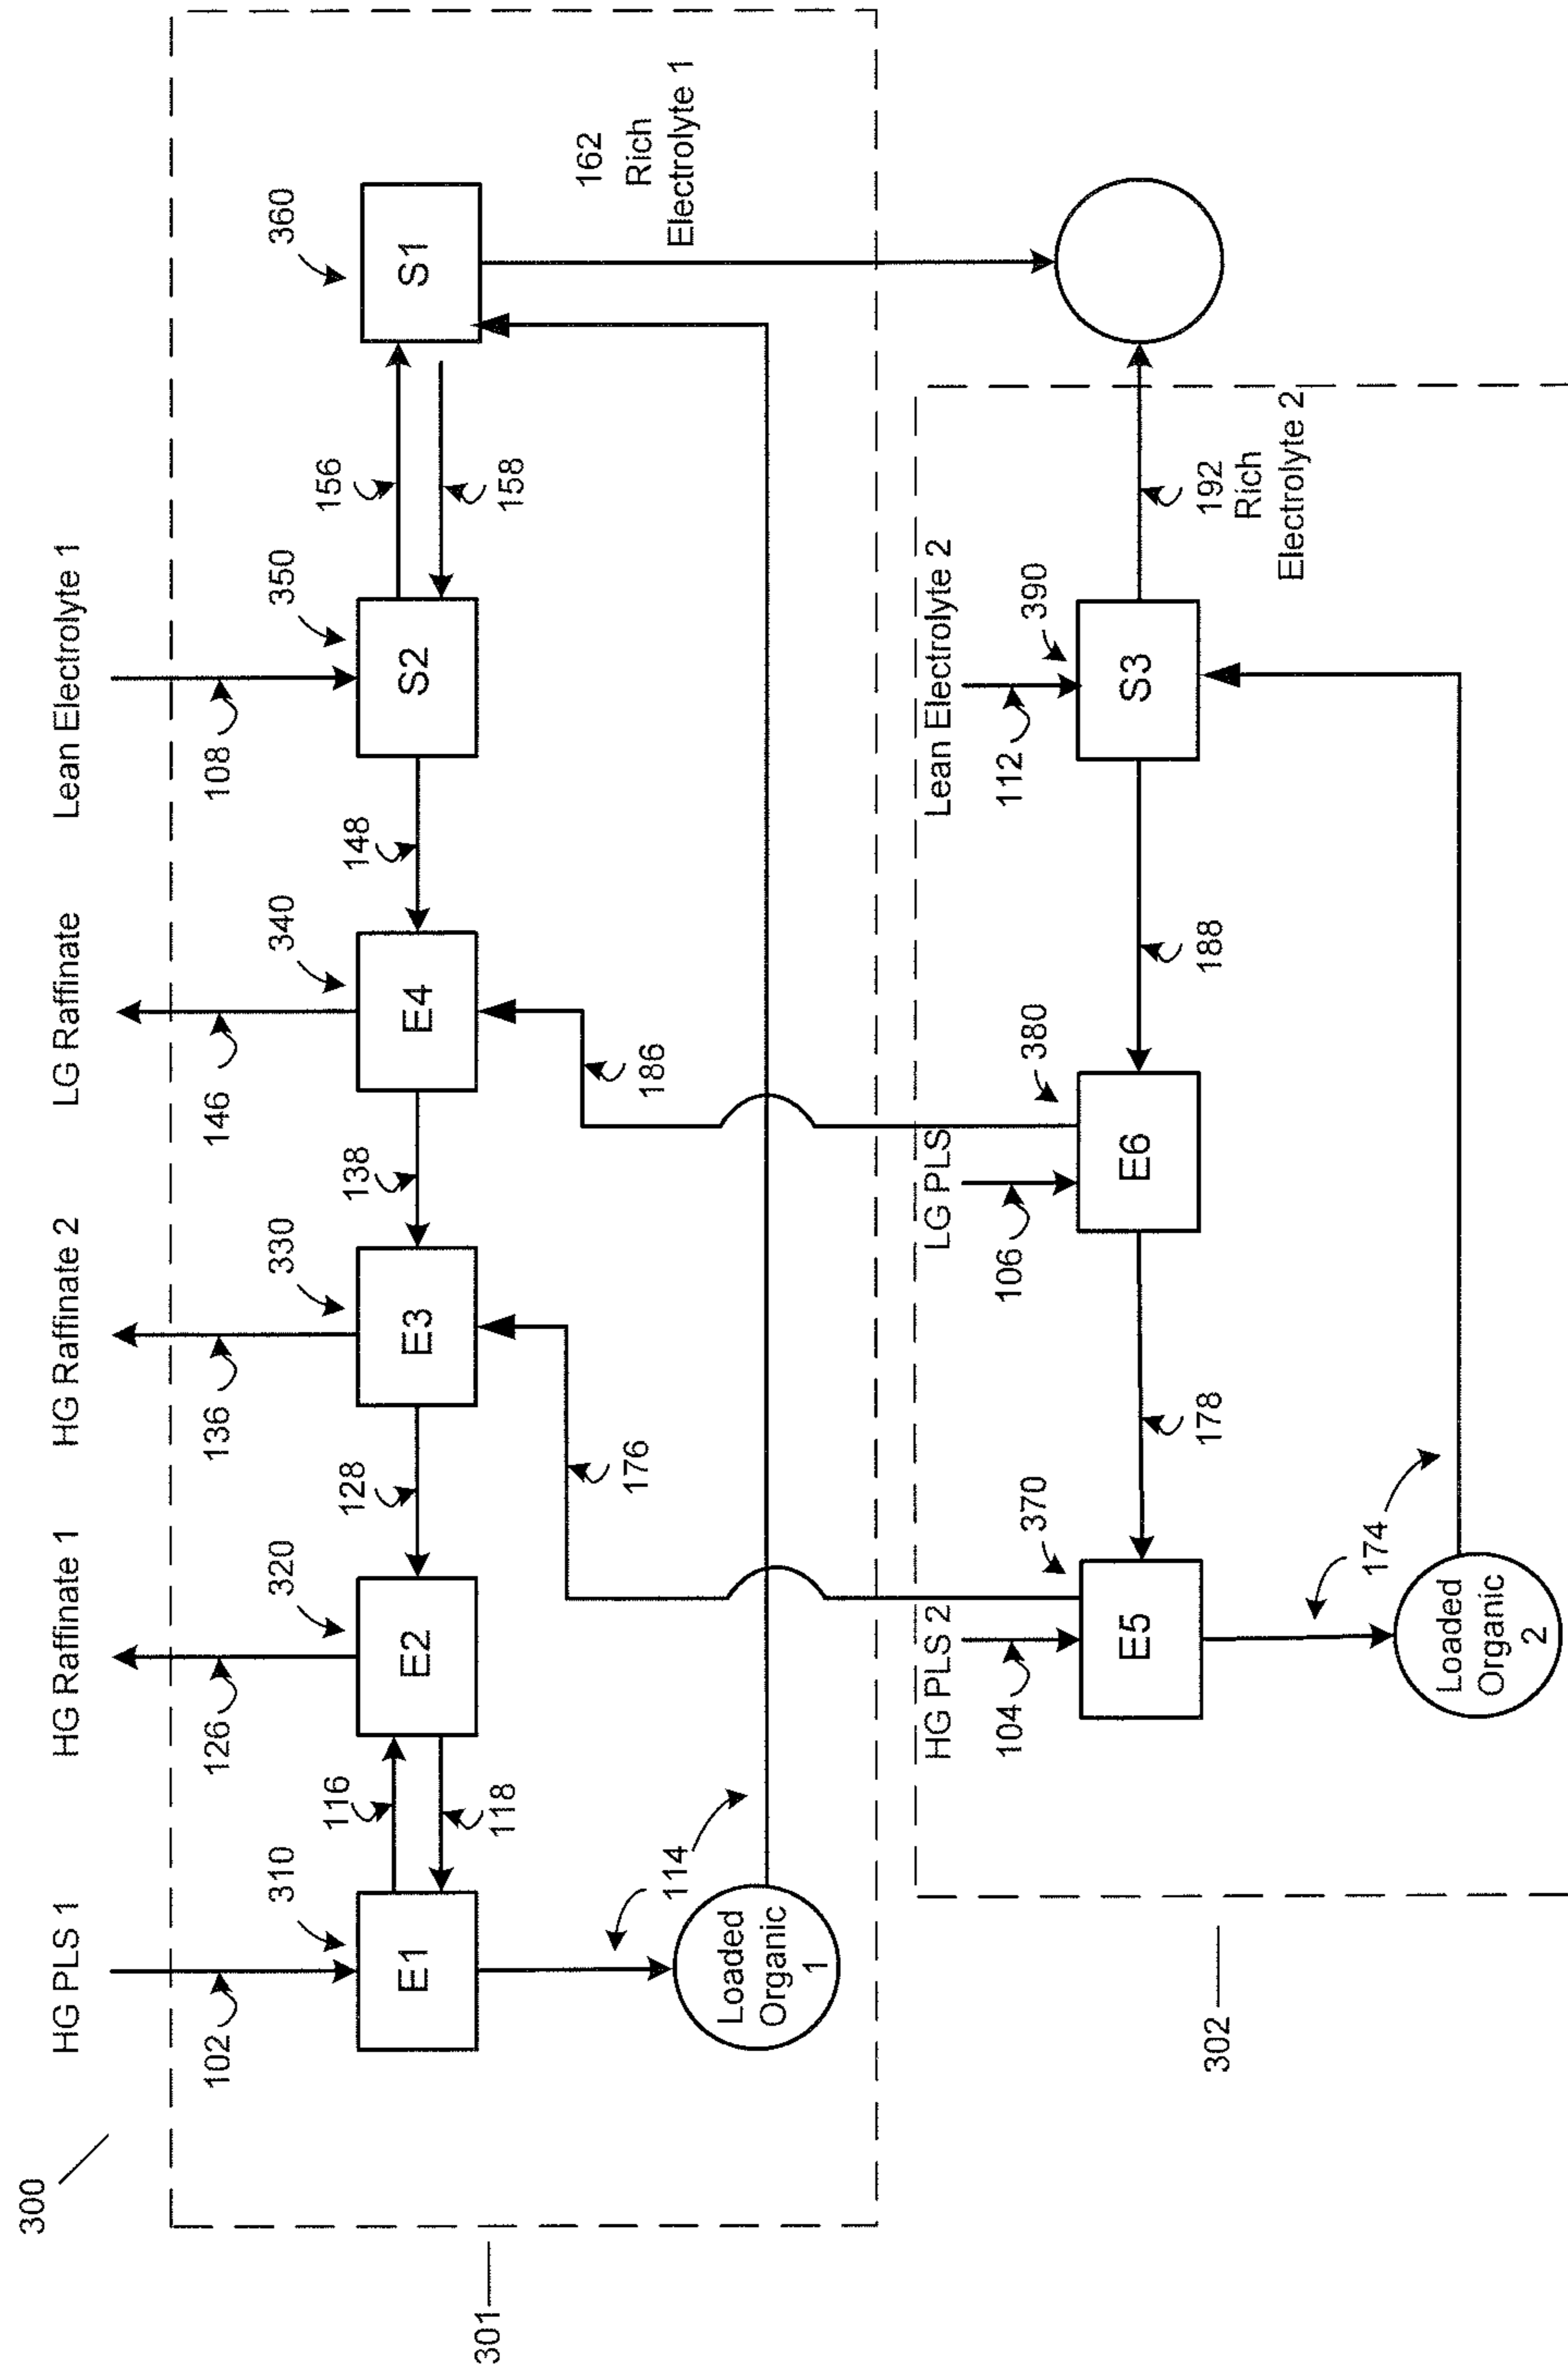 300
HG PLS 1
HG Raffinate 1
HG Raffinate 2
LG Raffinate
Lean Electrolyte 1
102
126
136
146
108
310
320
330
340
350
360
E1
E2
E3
E4
S2
S1
116
118
128
138
148
156
158
162
Rich
Electrolyte 1
176
186
114
Loaded
Organic
1
301
HG PLS 2
LG PLS
Lean Electrolyte 2
104
106
112
370
380
390
E5
E6
S3
178
188
192
Rich
Electrolyte 2
174
Loaded
Organic
2
302